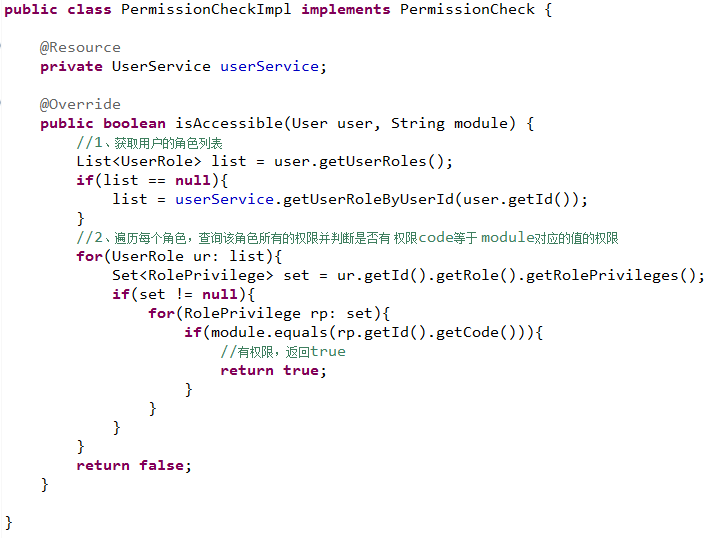 public class PermissionCheckImpl implements PermissionCheck {
@Resource
private UserService userService;
@Override
public boolean isAccessible(User user, String module) {
//1、获取用户的角色列表
List<UserRole> list = user.getUserRoles();
if(list == null){
list = userService.getUserRoleByUserId(user.getId());
}
//2、遍历每个角色，查询该角色所有的权限并判断是否有 权限code等于 module对应的值的权限
for(UserRole ur: list){
Set<RolePrivilege> set = ur.getId().getRole().getRolePrivileges();
if(set != null){
for(RolePrivilege rp: set){
if(module.equals(rp.getId().getCode())){
//有权限，返回true
return true;
}
}
}
}
return false;
}
}